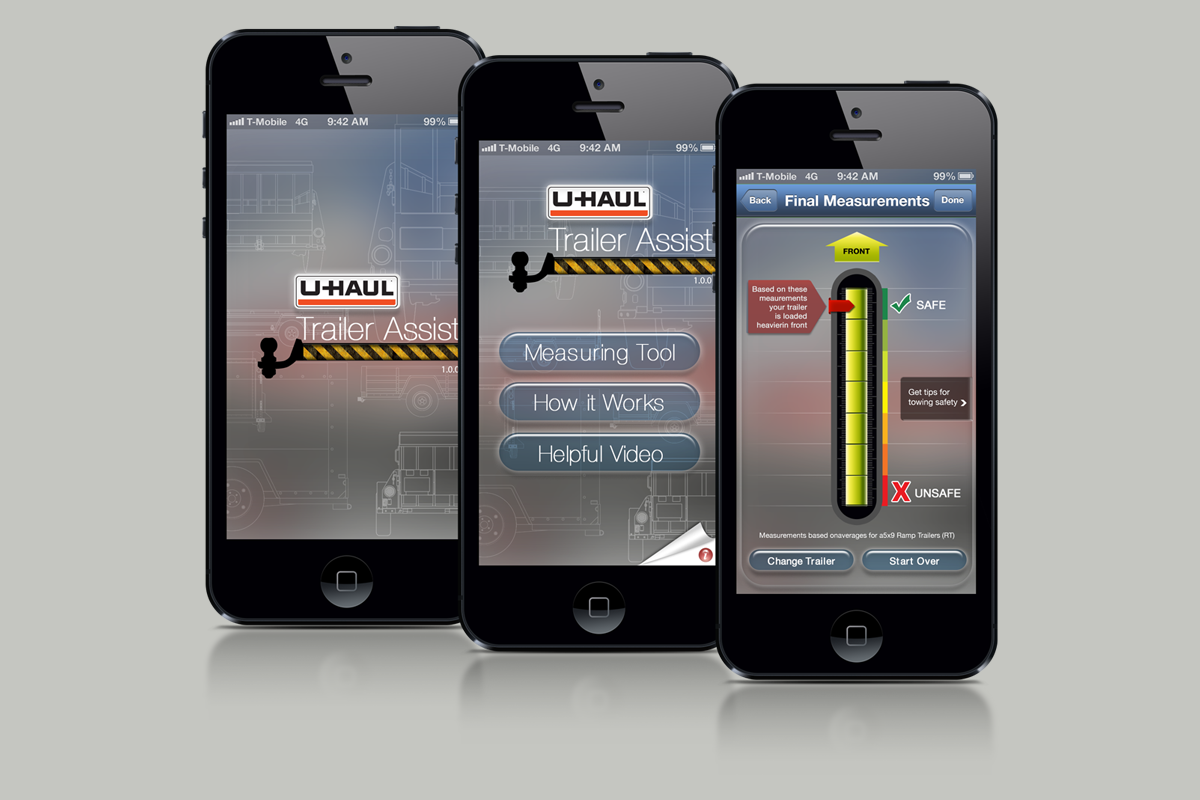 T-Mobile 4G 9:42 AM 99%
U-HAUL
Trailer Assist
1.0.0
T-Mobile 4G 9:42 AM 99%
U-HAUL
Trailer Assist
1.0.0
Measuring Tool
How it Works
Helpful Video
T-Mobile 4G 9:42 AM 99%
Back Final Measurements Done
FRONT
Based on these
meaurements
your trailer
is loaded
heavierin front
SAFE
Get tips for
towing safety
X UNSAFE
Measurements based onaverages for a5x9 Ramp Trailers (RT)
Change Trailer Start Over